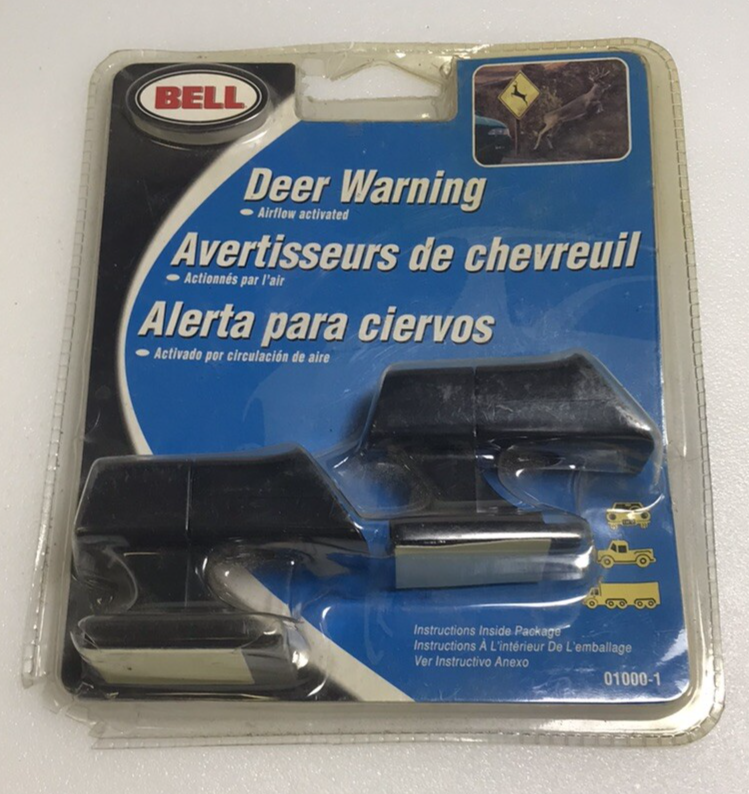 BELL
Deer Warning
Airflow activated
Avertisseurs de chevreuil
Actionnés par l'air
Alerta para ciervos
Activado por circulación de aire
Instructions Inside Package
Instructions À L'intérieur De L'emballage
Ver Instructivo Anexo
01000-1